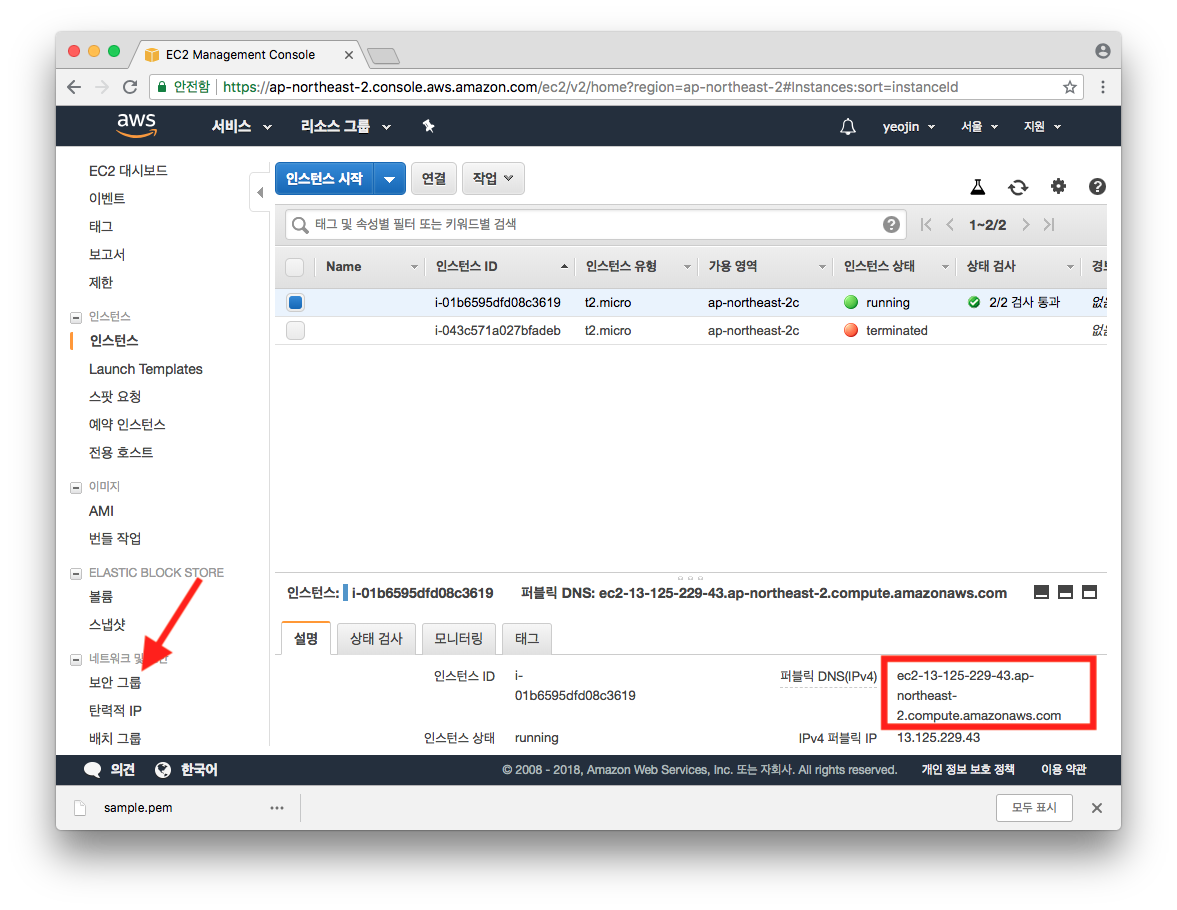 EC2 Management Console
안전함 https://ap-northeast-2.console.aws.amazon.com/ec2/v2/home?region=ap-northeast-2#Instances:sort=instanceId
aws 서비스 리소스 그룹 yeojin 서울 지원
EC2 대시보드
이벤트
태그
보고서
제한
인스턴스
인스턴스
Launch Templates
스팟 요청
예약 인스턴스
전용 호스트
이미지
AMI
번들 작업
ELASTIC BLOCK STORE
볼륨
스냅샷
네트워크 및
보안 그룹
탄력적 IP
배치 그룹
인스턴스 시작 연결 작업
태그 및 속성별 필터 또는 키워드별 검색 1~2/2
Name 인스턴스 ID 인스턴스 유형 가용 영역 인스턴스 상태 상태 검사
i-01b6595dfd08c3619 t2.micro ap-northeast-2c running 2/2 검사 통과
i-043c571a027bfadeb t2.micro ap-northeast-2c terminated
인스턴스: i-01b6595dfd08c3619 퍼블릭 DNS: ec2-13-125-229-43.ap-northeast-2.compute.amazonaws.com
설명 상태 검사 모니터링 태그
인스턴스 ID i-
01b6595dfd08c3619
퍼블릭 DNS(IPv4) ec2-13-125-229-43.ap-
northeast-
2.compute.amazonaws.com
인스턴스 상태 running IPv4 퍼블릭 IP 13.125.229.43
의견 한국어 © 2008 - 2018, Amazon Web Services, Inc. 또는 자회사. All rights reserved. 개인 정보 보호 정책 이용 약관
sample.pem 모두 표시